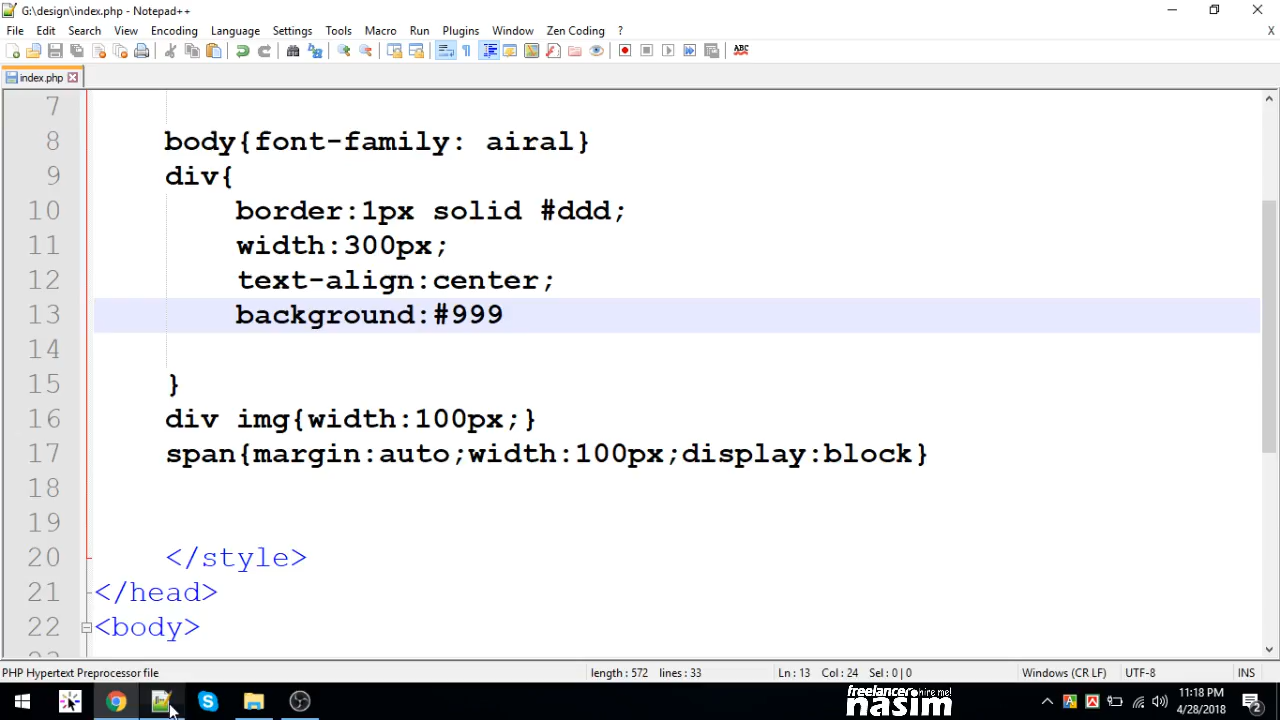 G:\design\index.php - Notepad++
File Edit Search View Encoding Language Settings Tools Macro Run Plugins Window Zen Coding ? X
ABC
index.php
7
8 body{font-family: airal}
9 div{
10 border:1px solid #ddd;
11 width:300px;
12 text-align:center;
13 background:#999
14
15 }
16 div img{width:100px;}
17 span{margin:auto;width:100px;display:block}
18
19
20 </style>
21 </head>
22 <body>
PHP Hypertext Preprocessor file length : 572 lines : 33 Ln : 13 Col : 24 Sel : 0 | 0 Windows (CR LF) UTF-8 INS
freelancer hire me!
nasim
11:18 PM
4/28/2018
2